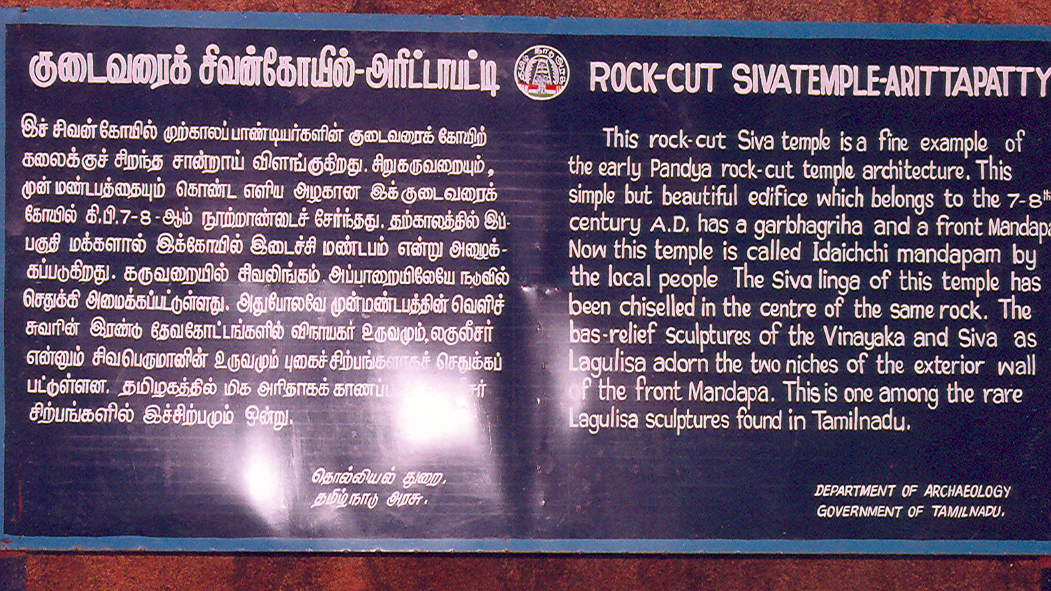 குடைவரைக் சிவன்கோயில்-அரிட்டாபட்டி
இச் சிவன் கோயில் முற்காலப் பாண்டியர்களின் குடைவரைக் கோயிற்
கலைக்குச் சிறந்த சான்றாய் விளங்குகிறது. சிறுகருவறையும்,
முன் மண்டபத்தையும் கொண்ட எளிய அழகான இக் குடைவரைக்
கோயில் கி.பி.7-8-ஆம் நூற்றாண்டைச் சேர்ந்தது. தற்காலத்தில் இப்-
பகுதி மக்களால் இக்கோயில் இடைச்சி மண்டபம் என்று அழைக்-
கப்படுகிறது. கருவறையில் சிவலிங்கம் அப்பாறையிலேயே நடுவில்
செதுக்கி அமைக்கப்பட்டுள்ளது. அதுபோலவே முன்மண்டபத்தின் வெளிச்
சுவரின் இரண்டு தேவகோட்டங்களில் விநாயகர் உருவமும், லகுலீசர்
என்னும் சிவபெருமானின் உருவமும் புகைச் சிற்பங்களாகச் செதுக்கப்
பட்டுள்ளன. தமிழகத்தில் மிக அரிதாகக்
சிற்பங்களில் இச்சிற்பமும் ஒன்று.
தொல்லியல் துறை,
தமிழ்நாடு அரசு.
ROCK-CUT SIVATEMPLE-ARITTAPATTY
This rock-cut Siva temple is a fine example of
the early Pandya rock-cut temple architecture. This
simple but beautiful edifice which belongs to the 7-8th
century A.D. has a garbhagriha and a front Mandapa
Now this temple is called Idaichchi mandapam by
the local people The Siva linga of this temple has
been chiselled in the centre of the same rock. The
bas-relief sculptures of the Vinayaka and Siva as
Lagulisa adorn the two niches of the exterior wall
of the front Mandapa. This is one among the rare
Lagulisa sculptures found in Tamilnadu.
DEPARTMENT OF ARCHAEOLOGY
GOVERNMENT OF TAMILNADU.